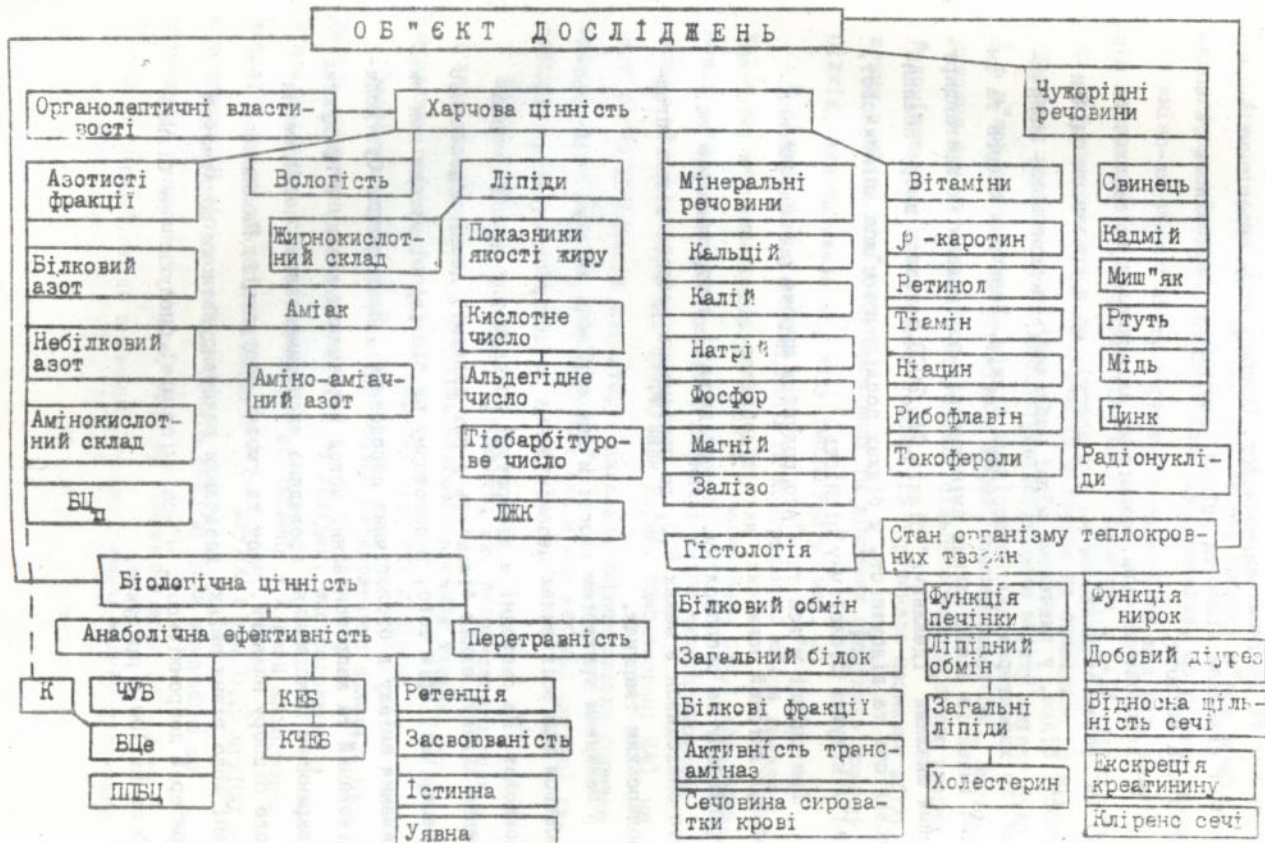 ОБ"ЄКТ ДОСЛІДЖЕНЬ
Органолептичні власти-
вості
Харчова цінність
Чужорідні
речовини
Азотисті
фракції
Білковий
азот
Небілковий
азот
Амінокислот-
ний склад
БЦп
Вологість
Жирнокислот-
ний склад
Аміак
Аміно-аміач-
ний азот
Ліпіди
Показники
якості жиру
Кислотне
число
Альдегідне
число
Тіобарбітуро-
ве число
ЛЖК
Мінеральні
речовини
Кальцій
Калій
Натрій
Фосфор
Магній
Залізо
Вітаміни
β-каротин
Ретинол
Тіамін
Ніацин
Рибофлавін
Токофероли
Свинець
Кадмій
Миш"як
Ртуть
Мідь
Цинк
Радіонуклі-
ди
Біологічна цінність
Анаболічна ефективність
Перетравність
К
ЧУБ
БЦе
ППБЦ
КЕБ
КЧЕБ
Ретенція
Засвоюваність
Істинна
Уявна
Гістологія
Стан організму теплокров-
них тварин
Білковий обмін
Загальний білок
Білкові фракції
Активність транс-
аміназ
Сечовина сирова-
тки крові
Функція
печінки
Ліпідний
обмін
Загальні
ліпіди
Холестерин
Функція
нирок
Добовий діурез
Відносна щіль-
ність сечі
Екскреція
креатинину
Кліренс сечі